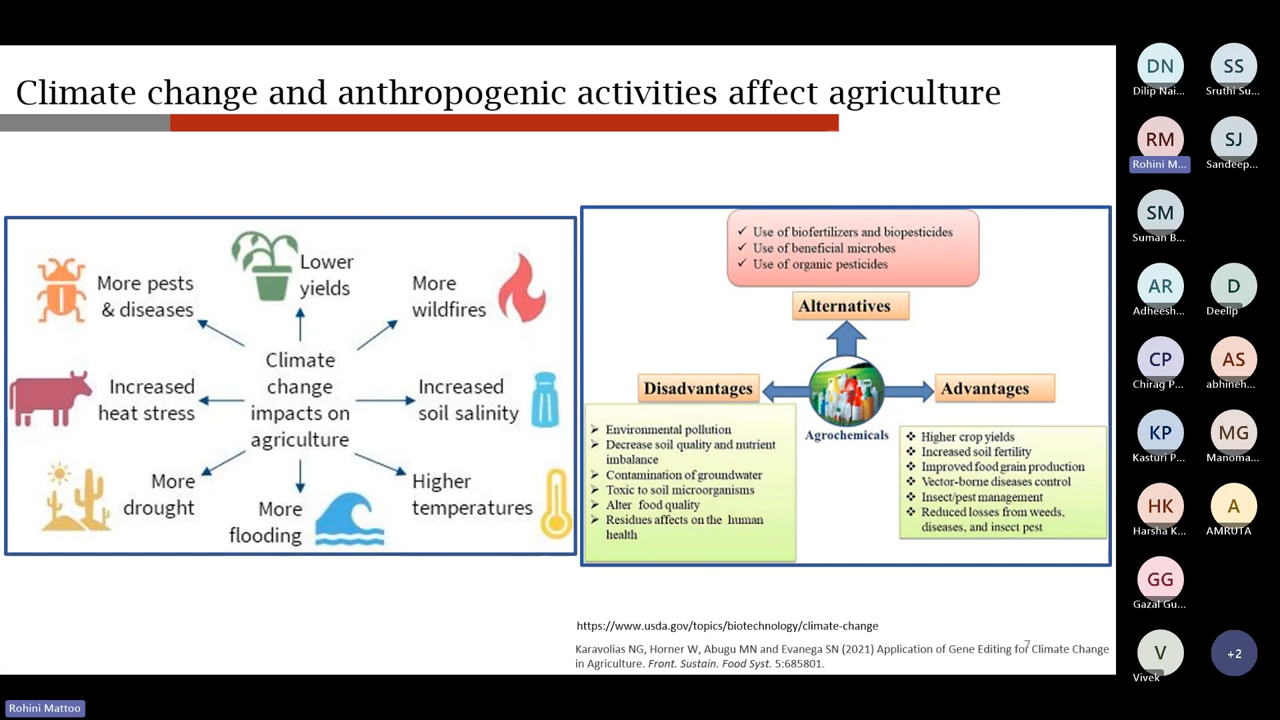 Climate change and anthropogenic activities affect agriculture
More pests
& diseases
Lower
yields
More
wildfires
Increased
heat stress
Climate
change
impacts on
agriculture
Increased
soil salinity
More
drought
More
flooding
Higher
temperatures
✓ Use of biofertilizers and biopesticides
✓ Use of beneficial microbes
✓ Use of organic pesticides
Alternatives
Disadvantages
Advantages
Agrochemicals
➢ Environmental pollution
➢ Decrease soil quality and nutrient
imbalance
➢ Contamination of groundwater
➢ Toxic to soil microorganisms
➢ Alter food quality
➢ Residues affects on the human
health
❖ Higher crop yields
❖ Increased soil fertility
❖ Improved food grain production
❖ Vector-borne diseases control
❖ Insect/pest management
❖ Reduced losses from weeds,
diseases, and insect pest
https://www.usda.gov/topics/biotechnology/climate-change
7
Karavolias NG, Horner W, Abugu MN and Evanega SN (2021) Application of Gene Editing for Climate Change
in Agriculture. Front. Sustain. Food Syst. 5:685801.
DN
Dilip Nai...
SS
Sruthi Su...
RM
Rohini M...
SJ
Sandeep...
SM
Suman B...
AR
Adheesh...
D
Deelip
CP
Chirag P...
AS
abhineh...
KP
Kasturi P...
MG
Manoma...
HK
Harsha K...
A
AMRUTA
GG
Gazal Gu...
V
Vivek
+2
Rohini Mattoo